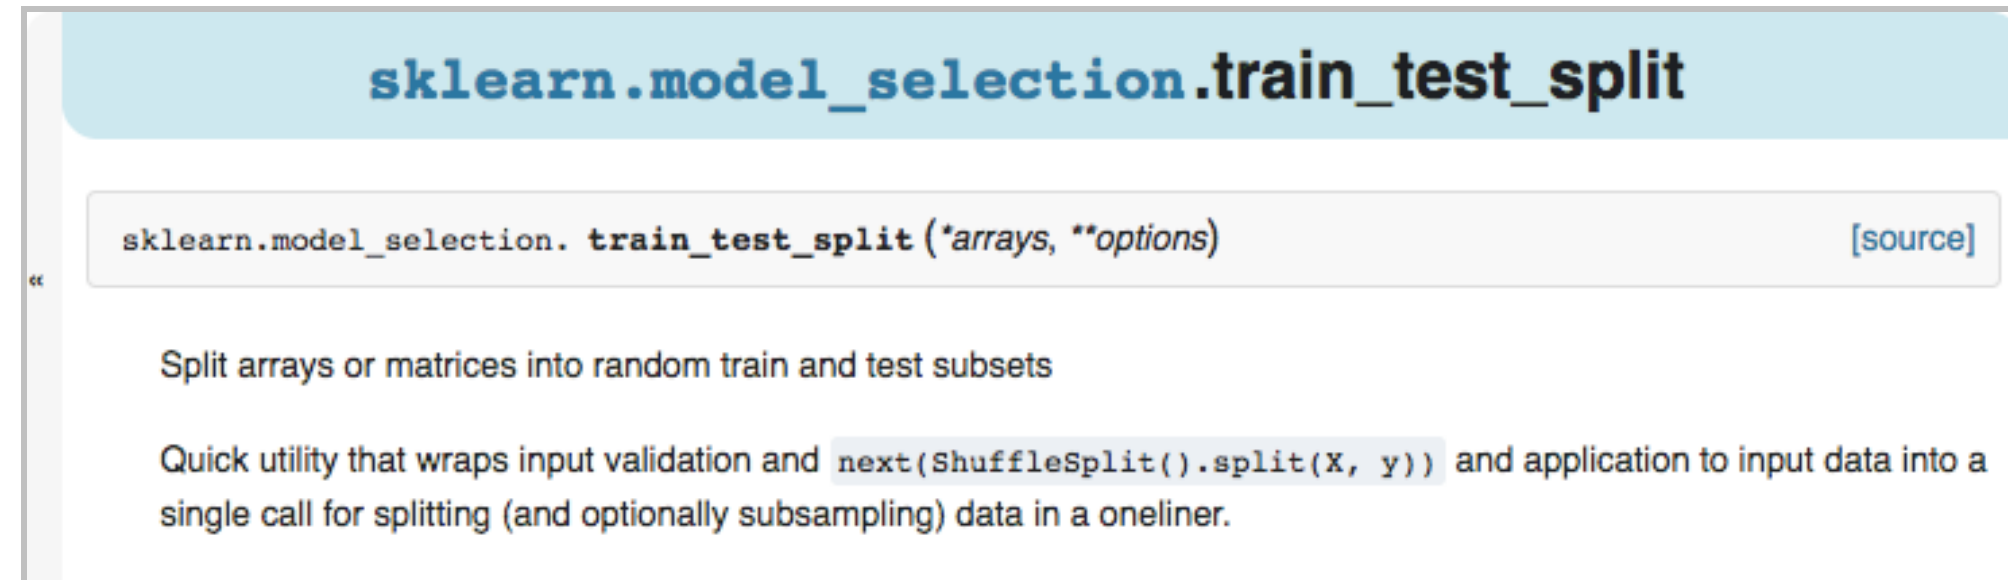 sklearn.model_selection.train_test_split
sklearn.model_selection. train_test_split (*arrays, **options) [source]
«
Split arrays or matrices into random train and test subsets
Quick utility that wraps input validation and next(ShuffleSplit().split(X, y)) and application to input data into a
single call for splitting (and optionally subsampling) data in a oneliner.